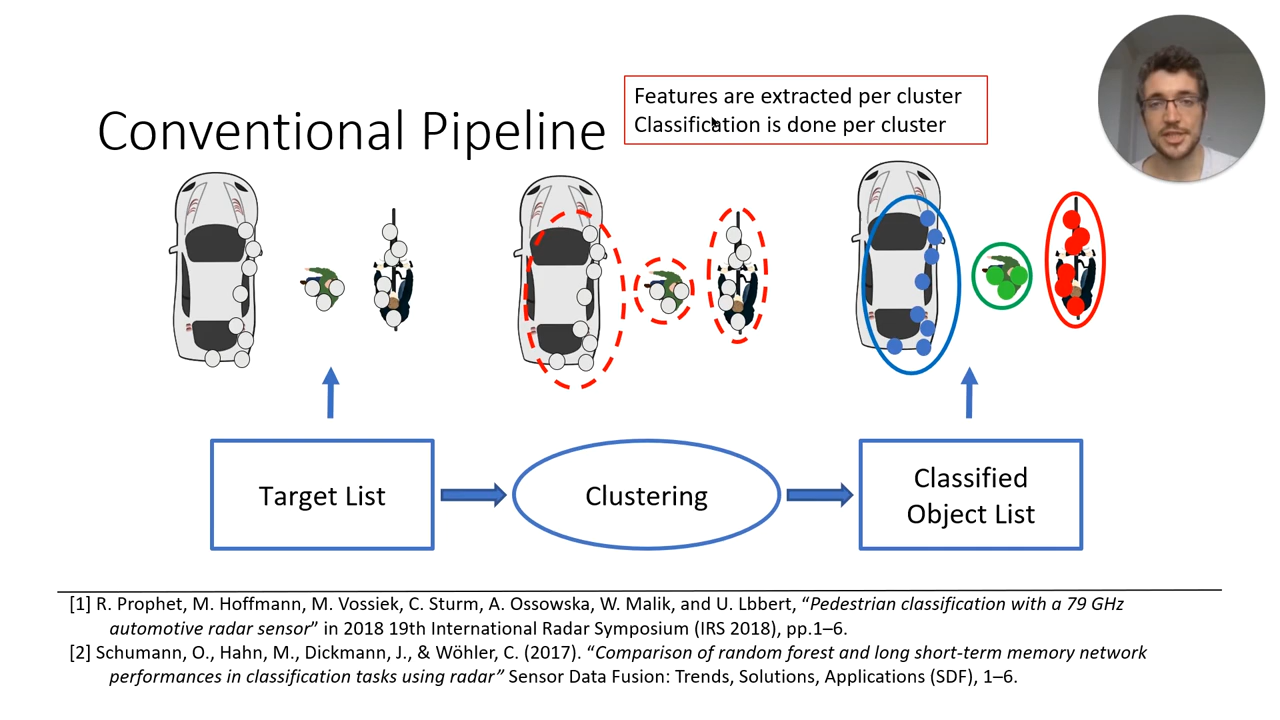 Features are extracted per cluster
Classification is done per cluster
Conventional Pipeline
Target List
Clustering
Classified
Object List
[1] R. Prophet, M. Hoffmann, M. Vossiek, C. Sturm, A. Ossowska, W. Malik, and U. Lbbert, “Pedestrian classification with a 79 GHz
automotive radar sensor” in 2018 19th International Radar Symposium (IRS 2018), pp.1–6.
[2] Schumann, O., Hahn, M., Dickmann, J., & Wöhler, C. (2017). “Comparison of random forest and long short-term memory network
performances in classification tasks using radar” Sensor Data Fusion: Trends, Solutions, Applications (SDF), 1–6.